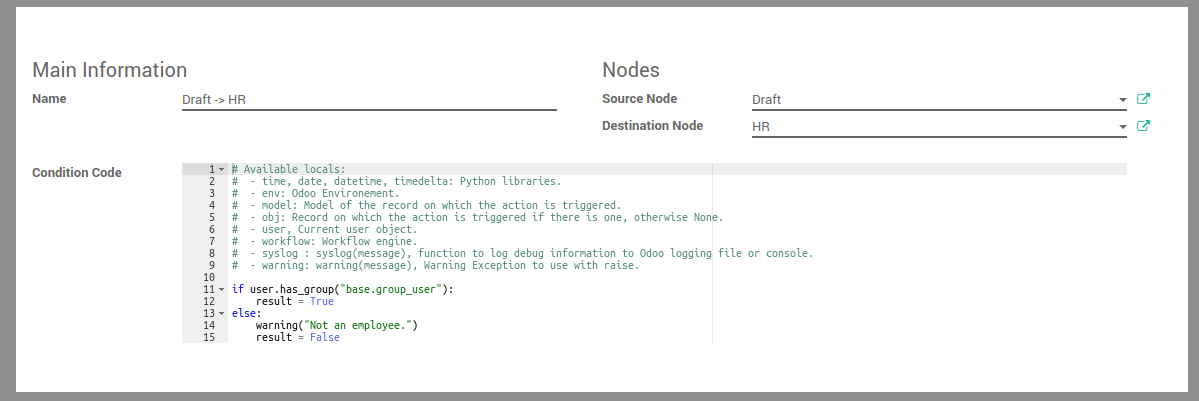 Main Information
Nodes
Name
Draft -> HR
Source Node
Draft
Destination Node
HR
Condition Code
1 # Available locals:
2 #  - time, date, datetime, timedelta: Python libraries.
3 #  - env: Odoo Environement.
4 #  - model: Model of the record on which the action is triggered.
5 #  - obj: Record on which the action is triggered if there is one, otherwise None.
6 #  - user, Current user object.
7 #  - workflow: Workflow engine.
8 #  - syslog : syslog(message), function to log debug information to Odoo logging file or console.
9 #  - warning: warning(message), Warning Exception to use with raise.
10
11 if user.has_group("base.group_user"):
12     result = True
13 else:
14     warning("Not an employee.")
15     result = False